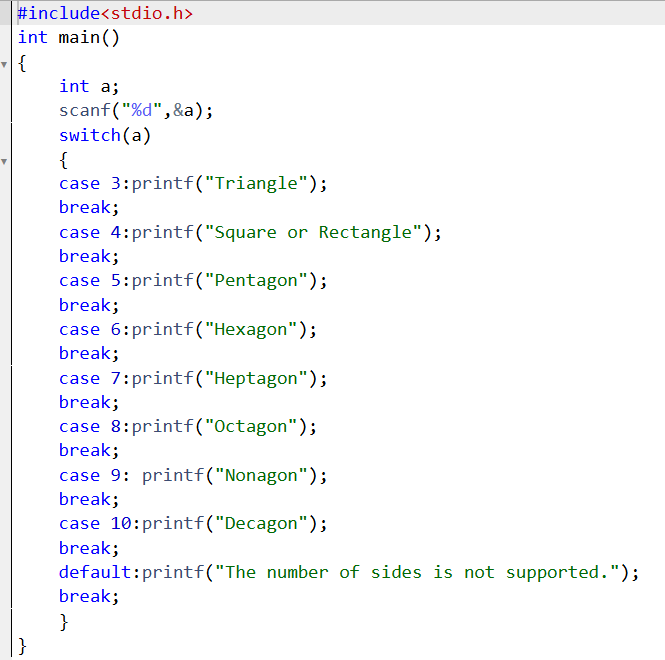 #include<stdio.h>
int main()
{
    int a;
    scanf("%d",&a);
    switch(a)
    {
    case 3:printf("Triangle");
    break;
    case 4:printf("Square or Rectangle");
    break;
    case 5:printf("Pentagon");
    break;
    case 6:printf("Hexagon");
    break;
    case 7:printf("Heptagon");
    break;
    case 8:printf("Octagon");
    break;
    case 9: printf("Nonagon");
    break;
    case 10:printf("Decagon");
    break;
    default:printf("The number of sides is not supported.");
    break;
    }
}